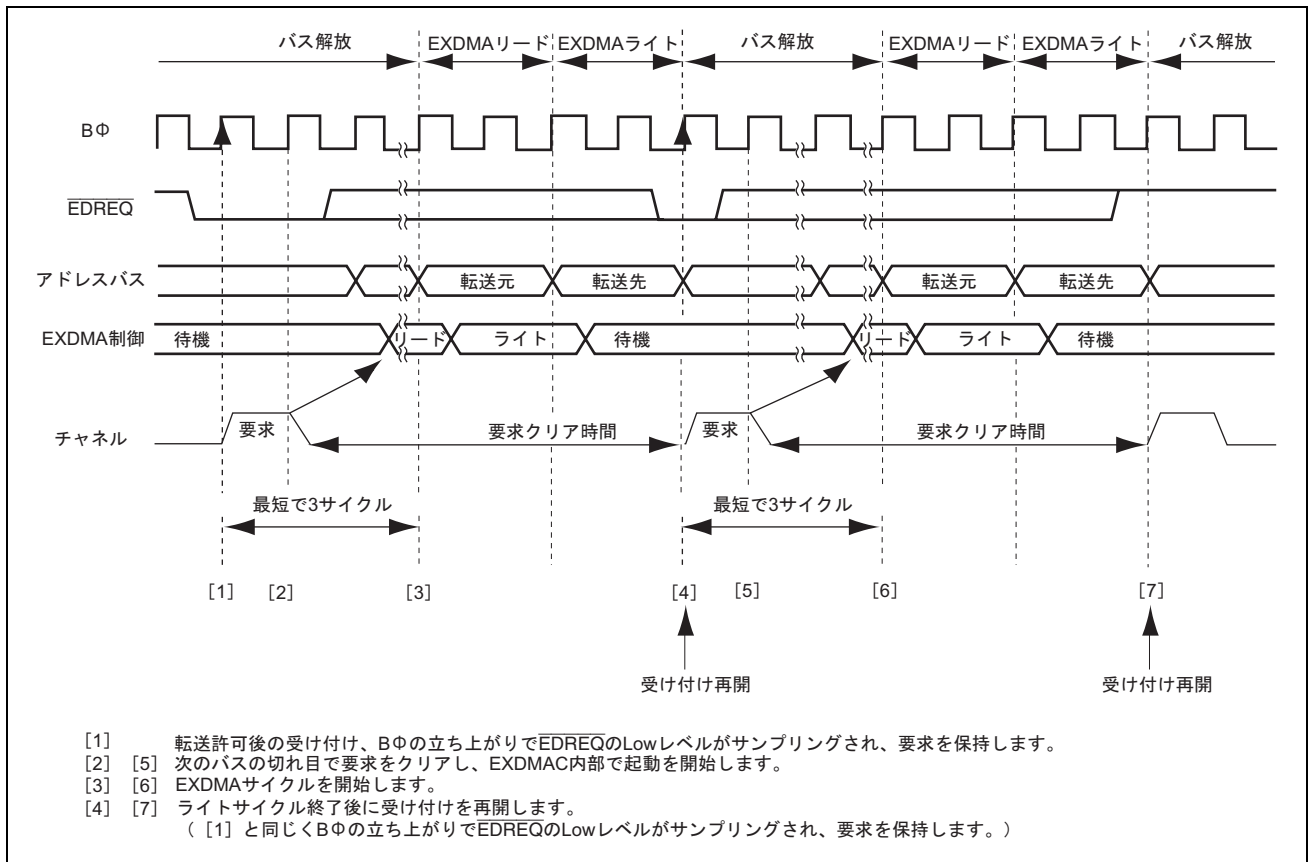 バス解放 EXDMAリード EXDMAライト バス解放 EXDMAリード EXDMAライト バス解放
BΦ
EDREQ
アドレスバス 転送元 転送先 転送元 転送先
EXDMA制御 待機 リード ライト 待機 リード ライト 待機
チャネル 要求 要求クリア時間 要求 要求クリア時間
最短で3サイクル 最短で3サイクル
[1] [2] [3] [4] [5] [6] [7]
受け付け再開 受け付け再開
[1] 転送許可後の受け付け、BΦの立ち上がりでEDREQのLowレベルがサンプリングされ、要求を保持します。
[2] [5] 次のバスの切れ目で要求をクリアし、EXDMAC内部で起動を開始します。
[3] [6] EXDMAサイクルを開始します。
[4] [7] ライトサイクル終了後に受け付けを再開します。
([1]と同じくBΦの立ち上がりでEDREQのLowレベルがサンプリングされ、要求を保持します。)